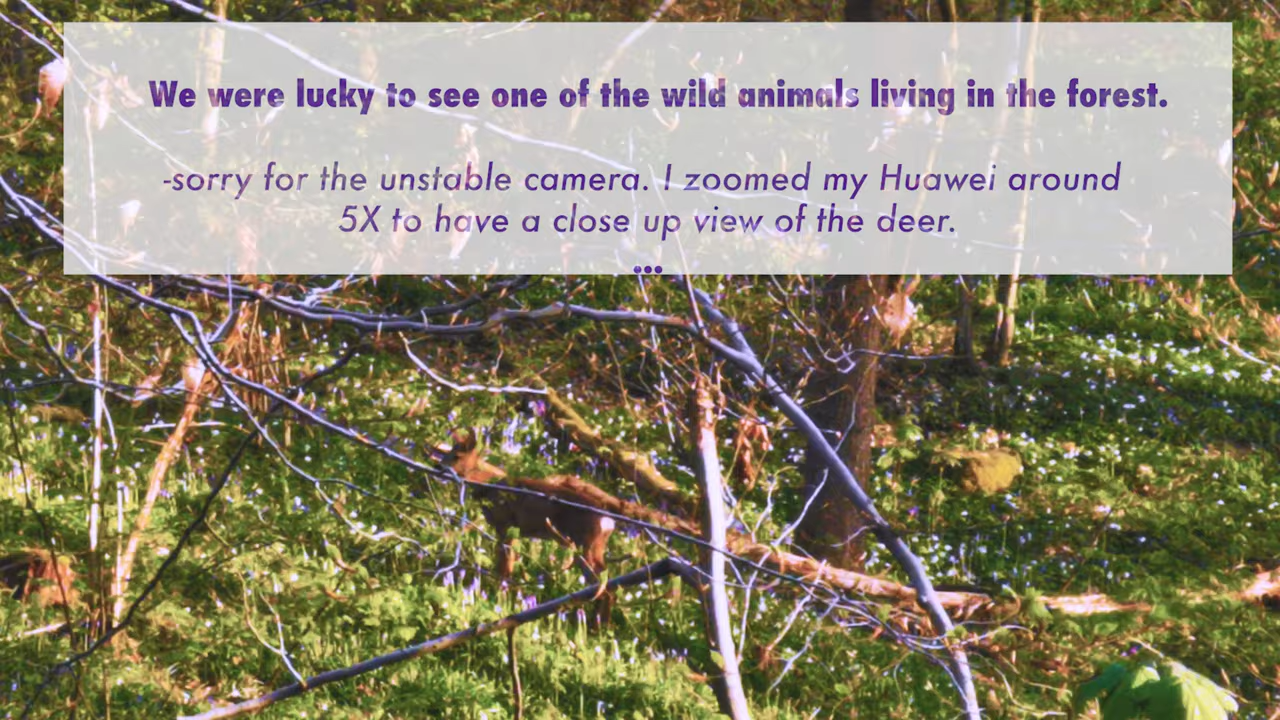 We were lucky to see one of the wild animals living in the forest.
-sorry for the unstable camera. I zoomed my Huawei around
5X to have a close up view of the deer.
...